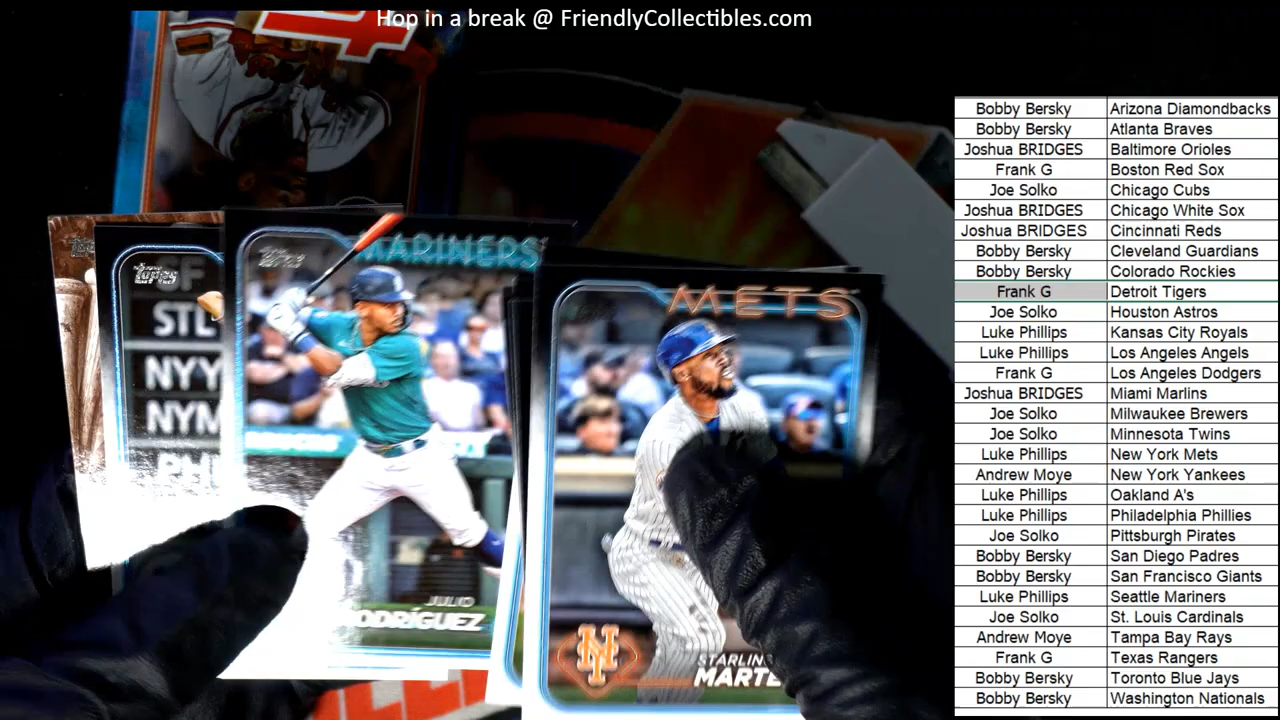 Hop in a break @ FriendlyCollectibles.com
Bobby Bersky Arizona Diamondbacks
Bobby Bersky Atlanta Braves
Joshua BRIDGES Baltimore Orioles
Frank G Boston Red Sox
Joe Solko Chicago Cubs
Joshua BRIDGES Chicago White Sox
Joshua BRIDGES Cincinnati Reds
Bobby Bersky Cleveland Guardians
Bobby Bersky Colorado Rockies
Frank G Detroit Tigers
Joe Solko Houston Astros
Luke Phillips Kansas City Royals
Luke Phillips Los Angeles Angels
Frank G Los Angeles Dodgers
Joshua BRIDGES Miami Marlins
Joe Solko Milwaukee Brewers
Joe Solko Minnesota Twins
Luke Phillips New York Mets
Andrew Moye New York Yankees
Luke Phillips Oakland A's
Luke Phillips Philadelphia Phillies
Joe Solko Pittsburgh Pirates
Bobby Bersky San Diego Padres
Bobby Bersky San Francisco Giants
Luke Phillips Seattle Mariners
Joe Solko St. Louis Cardinals
Andrew Moye Tampa Bay Rays
Frank G Texas Rangers
Bobby Bersky Toronto Blue Jays
Bobby Bersky Washington Nationals
Topps
SF
STL
NYY
NYM
PHI
MARINERS
JULIO
RODRÍGUEZ
METS
STARLING
MARTE